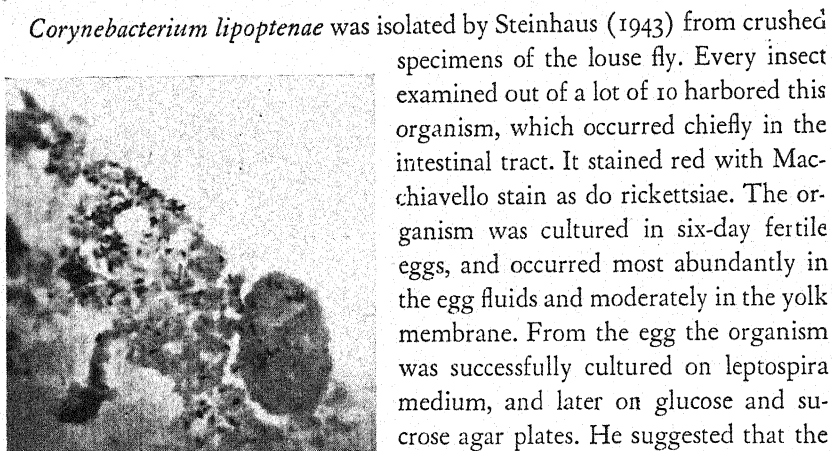 Corynebacterium lipoptenae was isolated by Steinhaus (1943) from crushed
specimens of the louse fly. Every insect
examined out of a lot of 10 harbored this
organism, which occurred chiefly in the
intestinal tract. It stained red with Mac-
chiavello stain as do rickettsiae. The or-
ganism was cultured in six-day fertile
eggs, and occurred most abundantly in
the egg fluids and moderately in the yolk
membrane. From the egg the organism
was successfully cultured on leptospira
medium, and later on glucose and su-
crose agar plates. He suggested that the